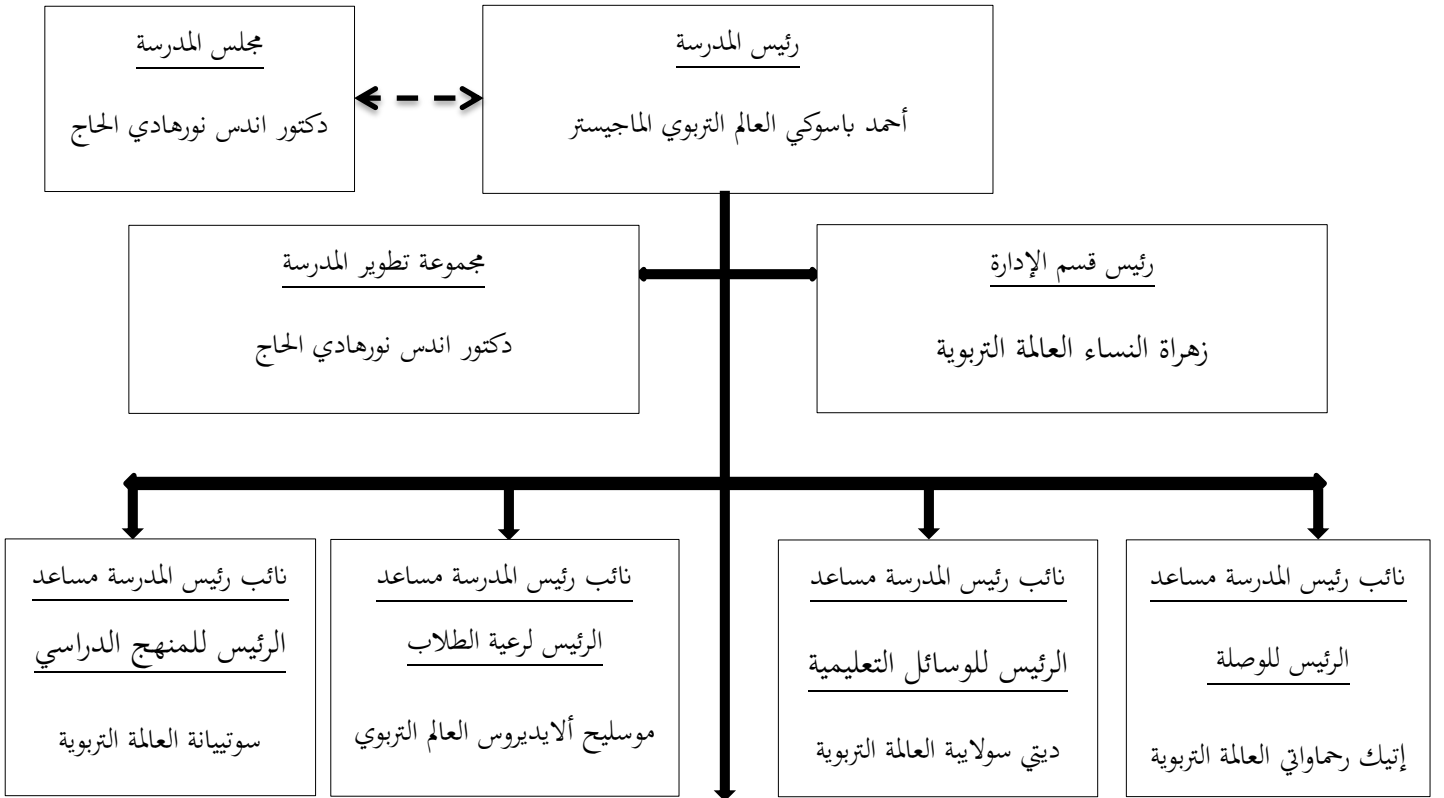 رئيس المدرسة
أحمد باسوكي العالم التربوي الماجيستر
مجلس المدرسة
دكتور اندس نورهادي الحاج
رئيس قسم الإدارة
زهراة النساء العالمة التربوية
مجموعة تطوير المدرسة
دكتور اندس نورهادي الحاج
نائب رئيس المدرسة مساعد
الرئيس للوصلة
إتيك رحماواتي العالمة التربوية
نائب رئيس المدرسة مساعد
الرئيس للوسائل التعليمية
ديتي سولايبة العالمة التربوية
نائب رئيس المدرسة مساعد
الرئيس لرعية الطلاب
موسليح ألايديروس العالم التربوي
نائب رئيس المدرسة مساعد
الرئيس للمنهج الدراسي
سوتييانة العالمة التربوية